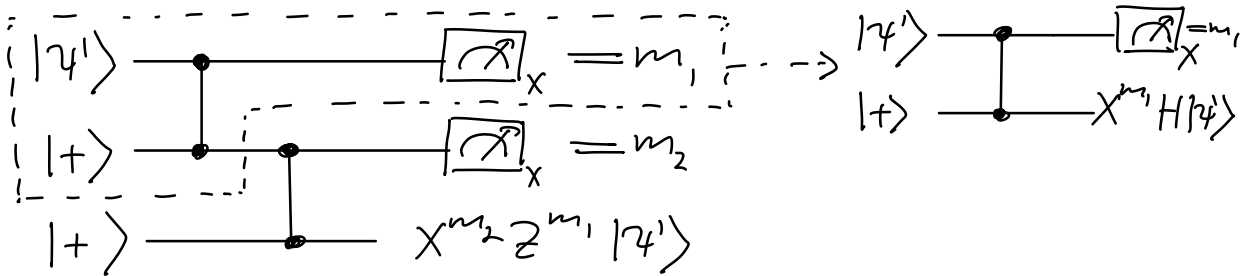 |ψ'⟩ X = m₁
|+⟩ X = m₂
|+⟩ X^m₂ Z^m₁ |ψ'⟩
|ψ'⟩ X = m₁
|+⟩ X^m₁ H|ψ'⟩